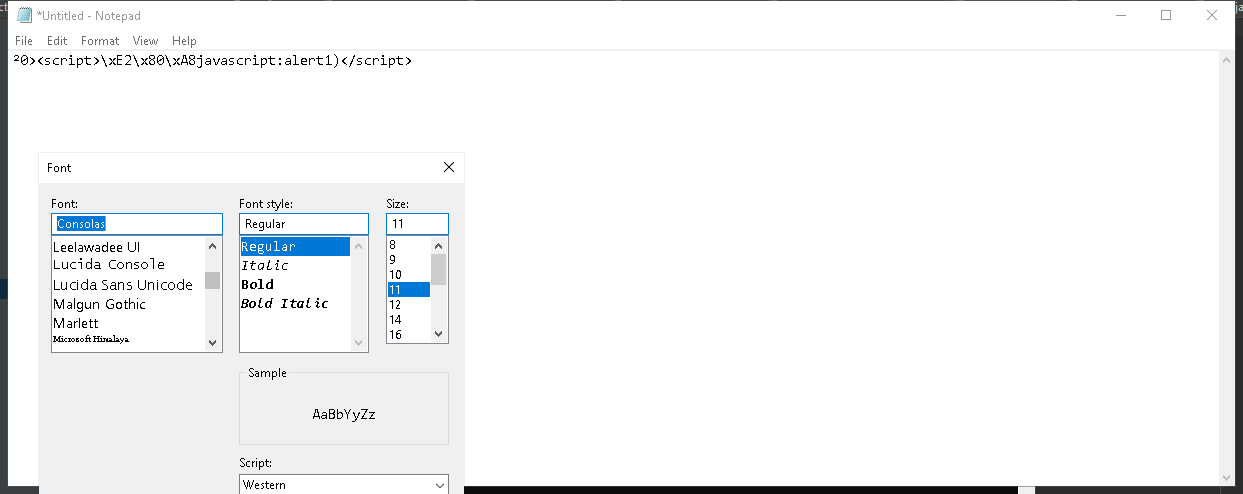 *Untitled - Notepad
File Edit Format View Help
²0><script>\xE2\x80\xA8javascript:alert1)</script>
Font
Font: Font style: Size:
Consolas Regular 11
Leelawadee UI
Lucida Console
Lucida Sans Unicode
Malgun Gothic
Marlett
Microsoft Himalaya
Regular
Italic
Bold
Bold Italic
8
9
10
11
12
14
16
Sample
AaBbYyZz
Script:
Western